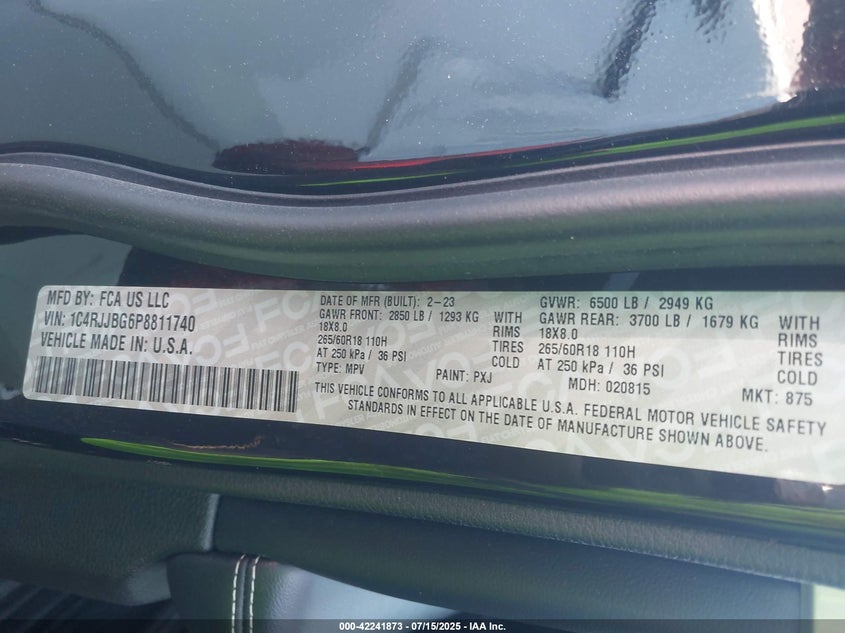 MFD BY: FCA US LLC
VIN: 1C4RJJBG6P8811740
VEHICLE MADE IN: U.S.A.
DATE OF MFR (BUILT): 2-23
GAWR FRONT: 2850 LB / 1293 KG WITH
18X8.0 RIMS
265/60R18 110H TIRES
AT 250 kPa / 36 PSI COLD
TYPE: MPV PAINT: PXJ
GVWR: 6500 LB / 2949 KG
GAWR REAR: 3700 LB / 1679 KG WITH
18X8.0 RIMS
265/60R18 110H TIRES
AT 250 kPa / 36 PSI COLD
MDH: 020815 MKT: 875
THIS VEHICLE CONFORMS TO ALL APPLICABLE U.S.A. FEDERAL MOTOR VEHICLE SAFETY
STANDARDS IN EFFECT ON THE DATE OF MANUFACTURE SHOWN ABOVE.
000-42241873 - 07/15/2025 - IAA Inc.